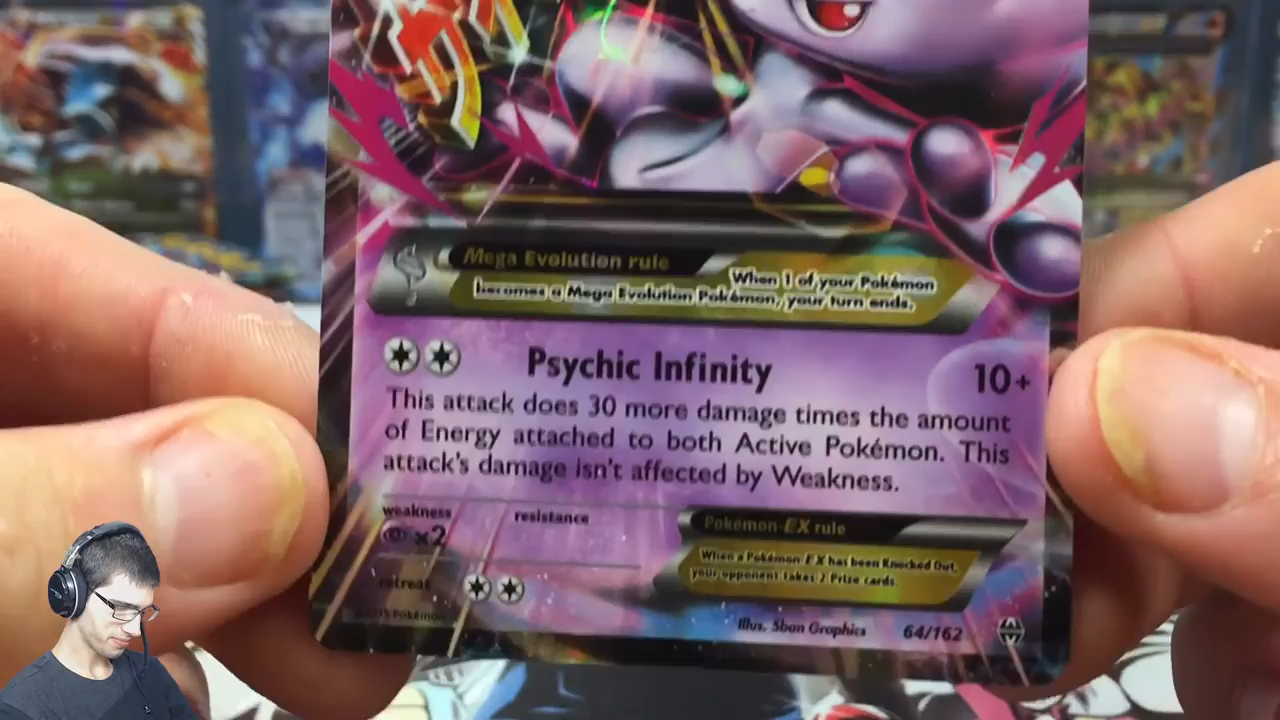 Mega Evolution rule
When 1 of your Pokémon
becomes a Mega Evolution Pokémon, your turn ends.
Psychic Infinity 10+
This attack does 30 more damage times the amount
of Energy attached to both Active Pokémon. This
attack's damage isn't affected by Weakness.
weakness resistance
×2
Pokémon-EX rule
When a Pokémon-EX has been Knocked Out,
your opponent takes 2 Prize cards.
retreat
©2015 Pokémon
Illus. 5ban Graphics 64/162